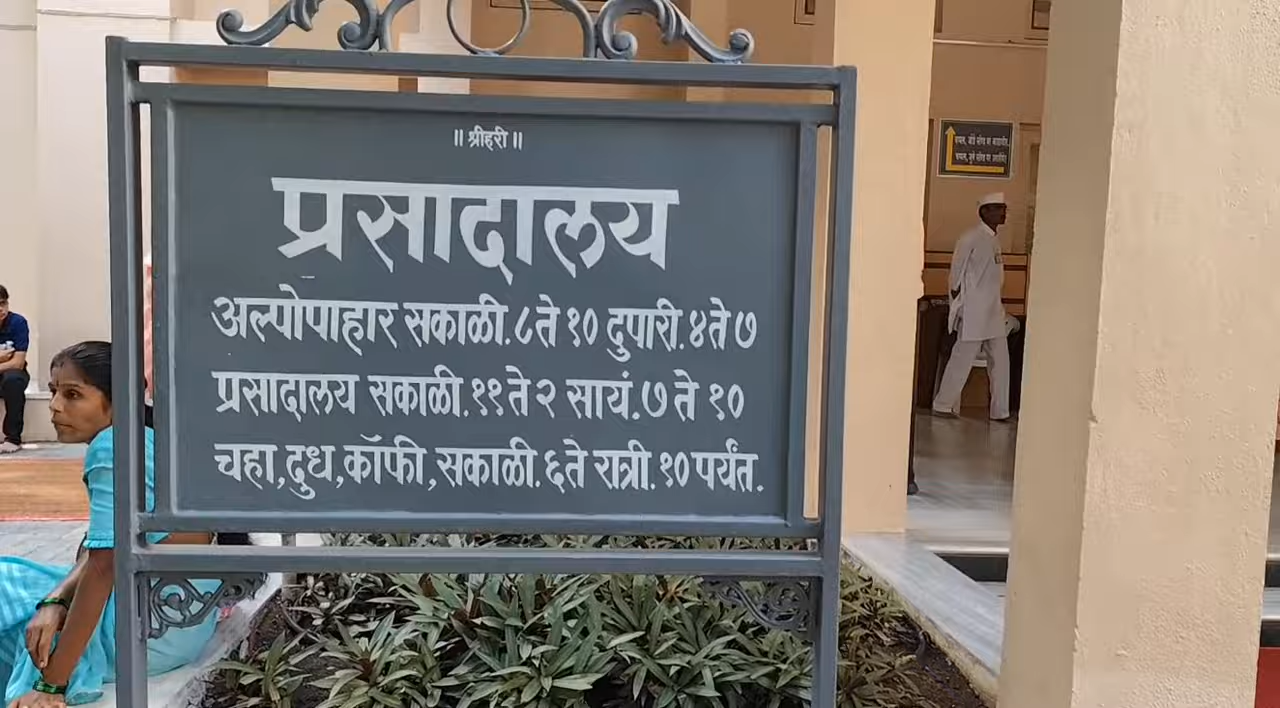 ॥ श्रीहरी ॥
प्रसादालय
अल्पोपाहार सकाळी.८ते १० दुपारी.४ते ७
प्रसादालय सकाळी.११ते २ सायं.७ ते १०
चहा,दुध,कॉफी,सकाळी.६ते रात्री.१० पर्यंत.